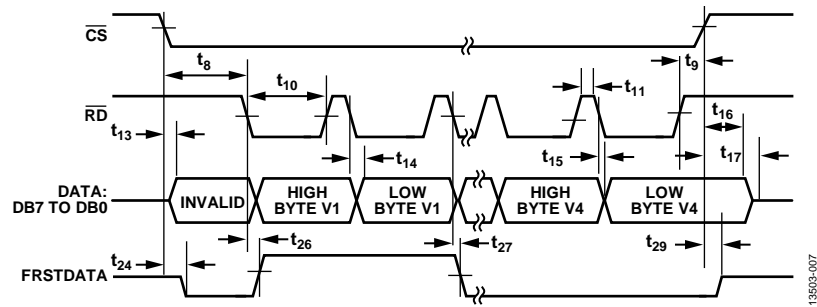 CS
t8
t9
t10
t11
RD
t16
t13
t14
t15
t17
DATA:
DB7 TO DB0
INVALID
HIGH
BYTE V1
LOW
BYTE V1
HIGH
BYTE V4
LOW
BYTE V4
t24
t26
t27
t29
FRSTDATA
13503-007